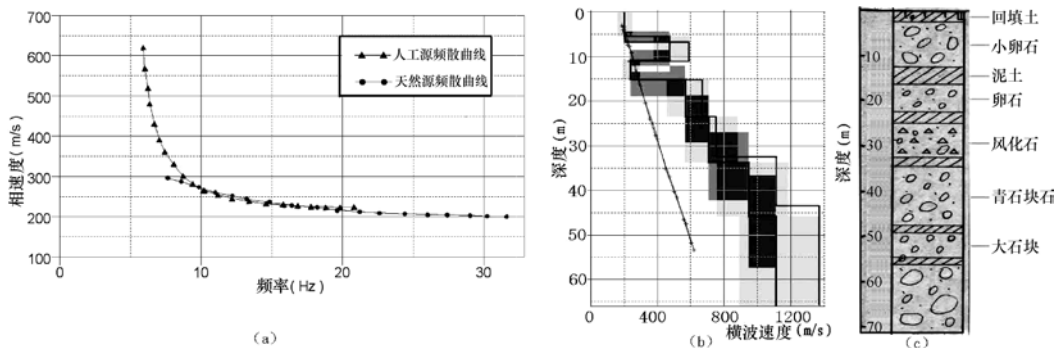 700
600
500
400
300
200
100
相速度(m/s)
人工源频散曲线
天然源频散曲线
0 10 20 30
频率(Hz)
(a)
0
10
20
30
40
50
60
深度(m)
0 400 800 1200
(b) 横波速度(m/s)
10
20
30
40
50
60
70
深度(m)
回填土
小卵石
泥土
卵石
风化石
青石块石
大石块
(c)